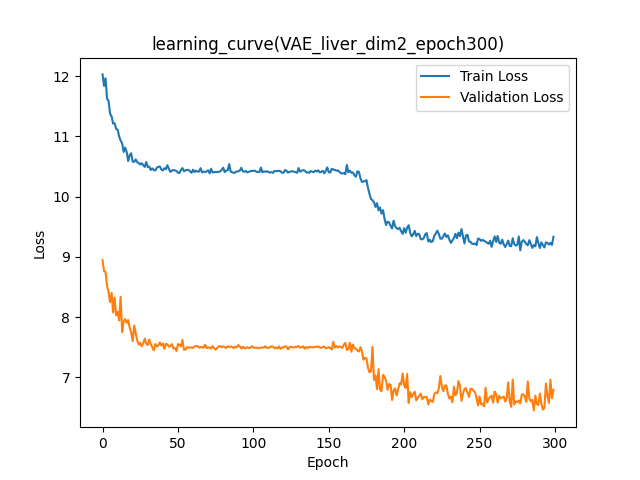 learning_curve(VAE_liver_dim2_epoch300)
Train Loss
Validation Loss
12
11
10
9
8
7
Loss
0 50 100 150 200 250 300
Epoch